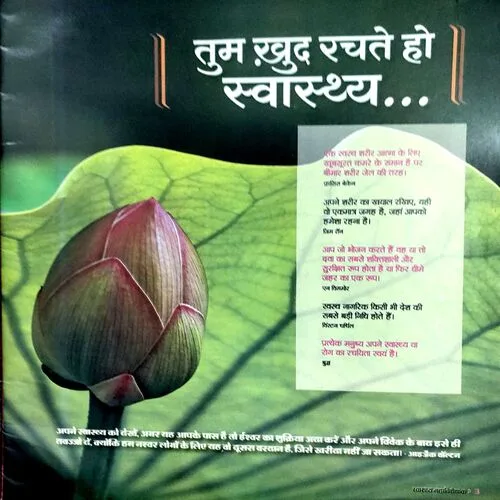 तुम ख़ुद रचते हो
स्वास्थ्य...
एक स्वस्थ शरीर आत्मा के लिए
खूबसूरत कमरे के समान है पर
बीमार शरीर जेल की तरह।
फ्रांसिस बेकन
अपने शरीर का खयाल रखिए, यही
वो एकमात्र जगह है, जहां आपको
हमेशा रहना है।
जिम रॉन
आप जो भोजन करते हैं वह या तो
दवा का सबसे शक्तिशाली और
सुरक्षित रूप होता है या फिर धीमे
जहर का एक रूप।
एन विगमोर
स्वस्थ नागरिक किसी भी देश की
सबसे बड़ी निधि होते हैं।
विंस्टन चर्चिल
प्रत्येक मनुष्य अपने स्वास्थ्य या
रोग का रचयिता स्वयं है।
बुद्ध
अपने स्वास्थ्य को देखें, अगर यह आपके पास है तो ईश्वर का शुक्रिया अदा करें और अपने विवेक के साथ इसे ही
तवज्जो दें, क्योंकि हम नश्वर लोगों के लिए यह वो दूसरा वरदान है, जिसे खरीदा नहीं जा सकता। - आइज़ैक वॉल्टन